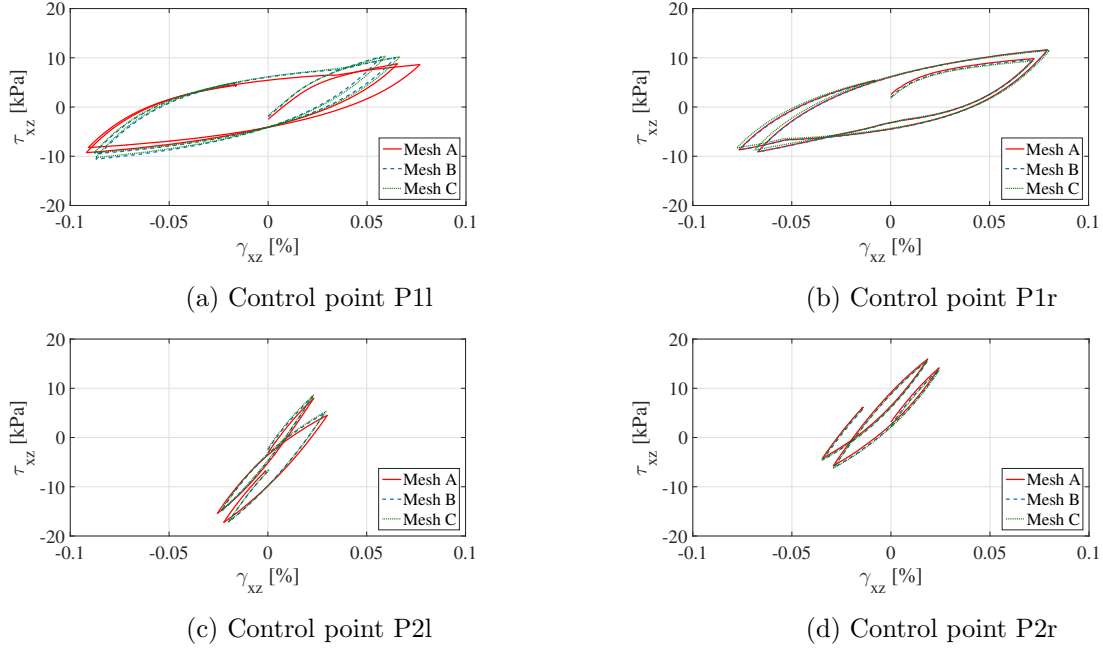 20
10
0
-10
-20
τxz [kPa]
-0.1
-0.05
0
0.05
0.1
γxz [%]
Mesh A
Mesh B
Mesh C
(a) Control point P1l
20
10
0
-10
-20
τxz [kPa]
-0.1
-0.05
0
0.05
0.1
γxz [%]
Mesh A
Mesh B
Mesh C
(b) Control point P1r
20
10
0
-10
-20
τxz [kPa]
-0.1
-0.05
0
0.05
0.1
γxz [%]
Mesh A
Mesh B
Mesh C
(c) Control point P2l
20
10
0
-10
-20
τxz [kPa]
-0.1
-0.05
0
0.05
0.1
γxz [%]
Mesh A
Mesh B
Mesh C
(d) Control point P2r